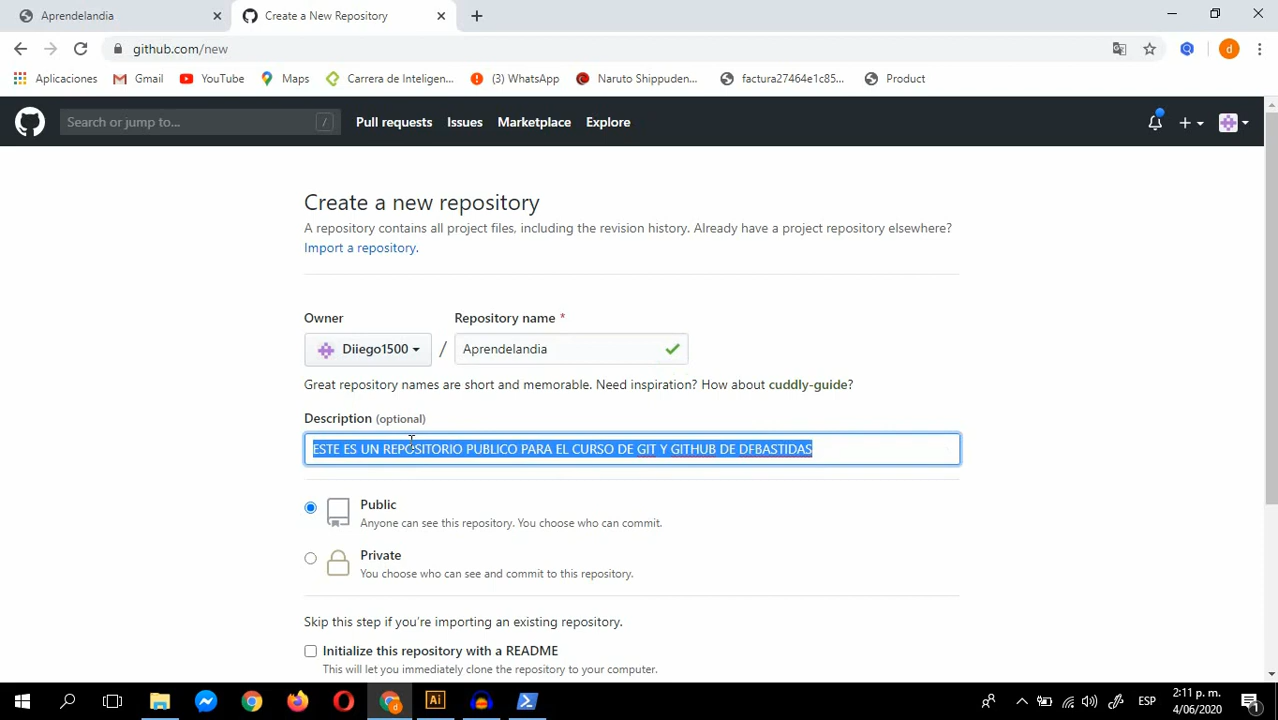 Aprendelandia
Create a New Repository
github.com/new
Aplicaciones
Gmail
YouTube
Maps
Carrera de Inteligen...
(3) WhatsApp
Naruto Shippuden...
factura27464e1c85...
Product
d
Search or jump to...
/
Pull requests
Issues
Marketplace
Explore
Create a new repository
A repository contains all project files, including the revision history. Already have a project repository elsewhere?
Import a repository.
Owner
Repository name *
Diiego1500
/
Aprendelandia
Great repository names are short and memorable. Need inspiration? How about cuddly-guide?
Description (optional)
ESTE ES UN REPOSITORIO PUBLICO PARA EL CURSO DE GIT Y GITHUB DE DFBASTIDAS
Public
Anyone can see this repository. You choose who can commit.
Private
You choose who can see and commit to this repository.
Skip this step if you're importing an existing repository.
Initialize this repository with a README
This will let you immediately clone the repository to your computer.
Ai
ESP
2:11 p. m.
4/06/2020
1